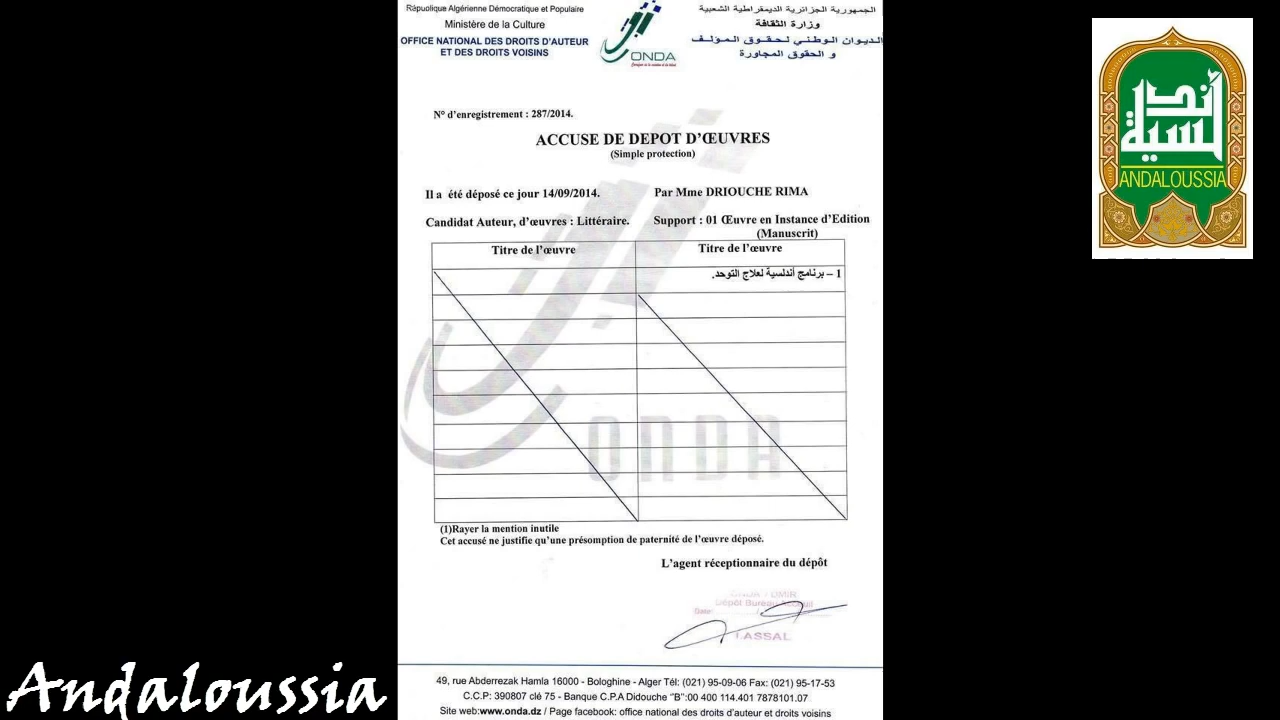 République Algérienne Démocratique et Populaire
Ministère de la Culture
OFFICE NATIONAL DES DROITS D'AUTEUR
ET DES DROITS VOISINS
ONDA
الجمهورية الجزائرية الديمقراطية الشعبية
وزارة الثقافة
الديوان الوطني لحقوق المؤلف
و الحقوق المجاورة
أندلسية
ANDALOUSSIA
N° d'enregistrement : 287/2014.
ACCUSE DE DEPOT D'ŒUVRES
(Simple protection)
Il a été déposé ce jour 14/09/2014. Par Mme DRIOUCHE RIMA
Candidat Auteur, d'œuvres : Littéraire. Support : 01 Œuvre en Instance d'Edition
(Manuscrit)
Titre de l'œuvre Titre de l'œuvre
1 – برنامج أندلسية لعلاج التوحد.
ONDA
(1)Rayer la mention inutile
Cet accusé ne justifie qu'une présomption de paternité de l'œuvre déposé.
L'agent réceptionnaire du dépôt
ONDA / DMIR
Dépôt Bureau
Date
49, rue Abderrezak Hamla 16000 - Bologhine - Alger Tél: (021) 95-09-06 Fax: (021) 95-17-53
C.C.P: 390807 clé 75 - Banque C.P.A Didouche "B":00 400 114.401 7878101.07
Site web:www.onda.dz / Page facebook: office national des droits d'auteur et droits voisins
Andaloussia